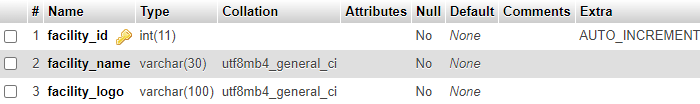 # Name Type Collation Attributes Null Default Comments Extra
1 facility_id int(11) No None AUTO_INCREMENT
2 facility_name varchar(30) utf8mb4_general_ci No None
3 facility_logo varchar(100) utf8mb4_general_ci No None